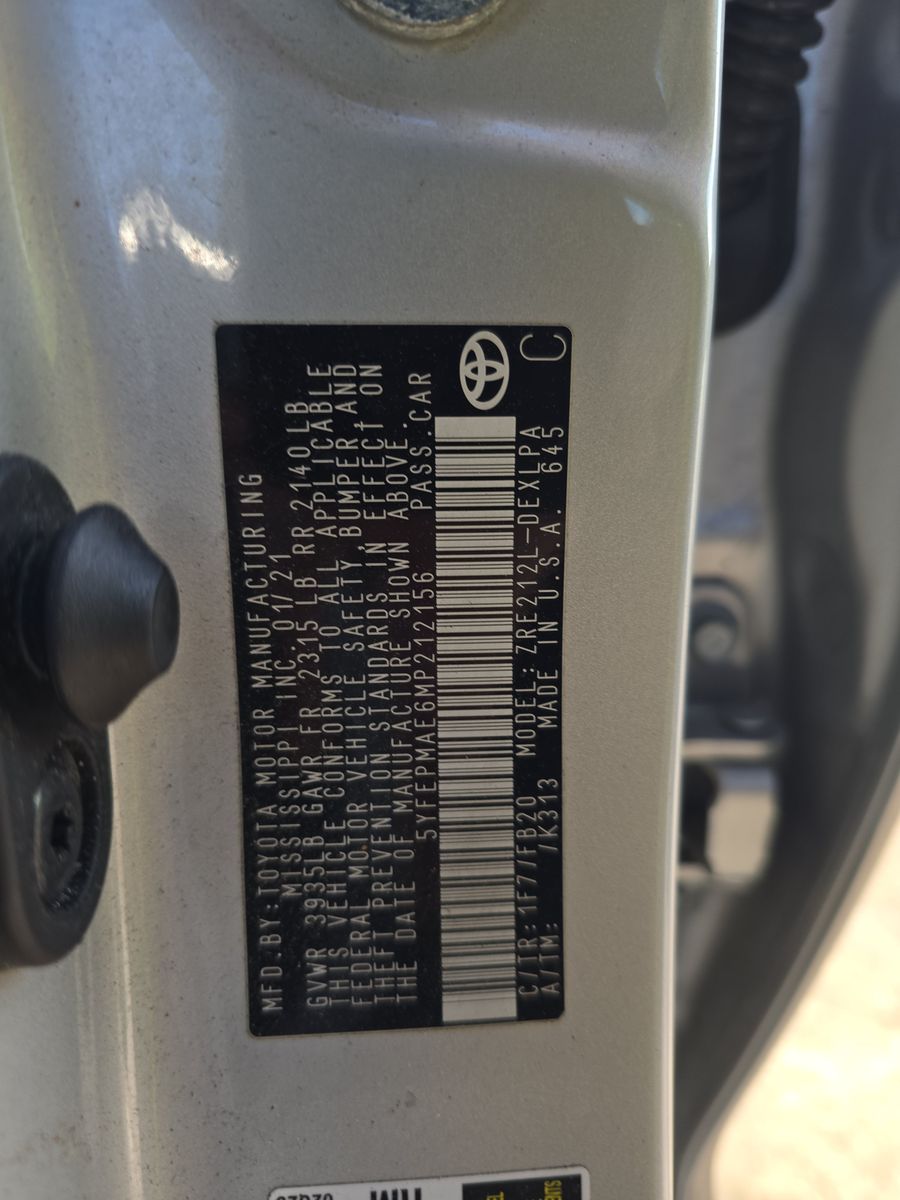 MFD.BY: TOYOTA MOTOR MANUFACTURING
MISSISSIPPI INC. 01/21
GVWR 3935LB GAWR FR 2315 LB RR 2140LB
THIS VEHICLE CONFORMS TO ALL APPLICABLE
FEDERAL MOTOR VEHICLE SAFETY, BUMPER, AND
THEFT PREVENTION STANDARDS IN EFFECT ON
THE DATE OF MANUFACTURE SHOWN ABOVE.
5YFEPMAE6MP212156 PASS.CAR
C/TR: 1F7/FB20 MODEL: ZRE212L-DEXLPA
A/TM: /K313 MADE IN U.S.A. 645
C